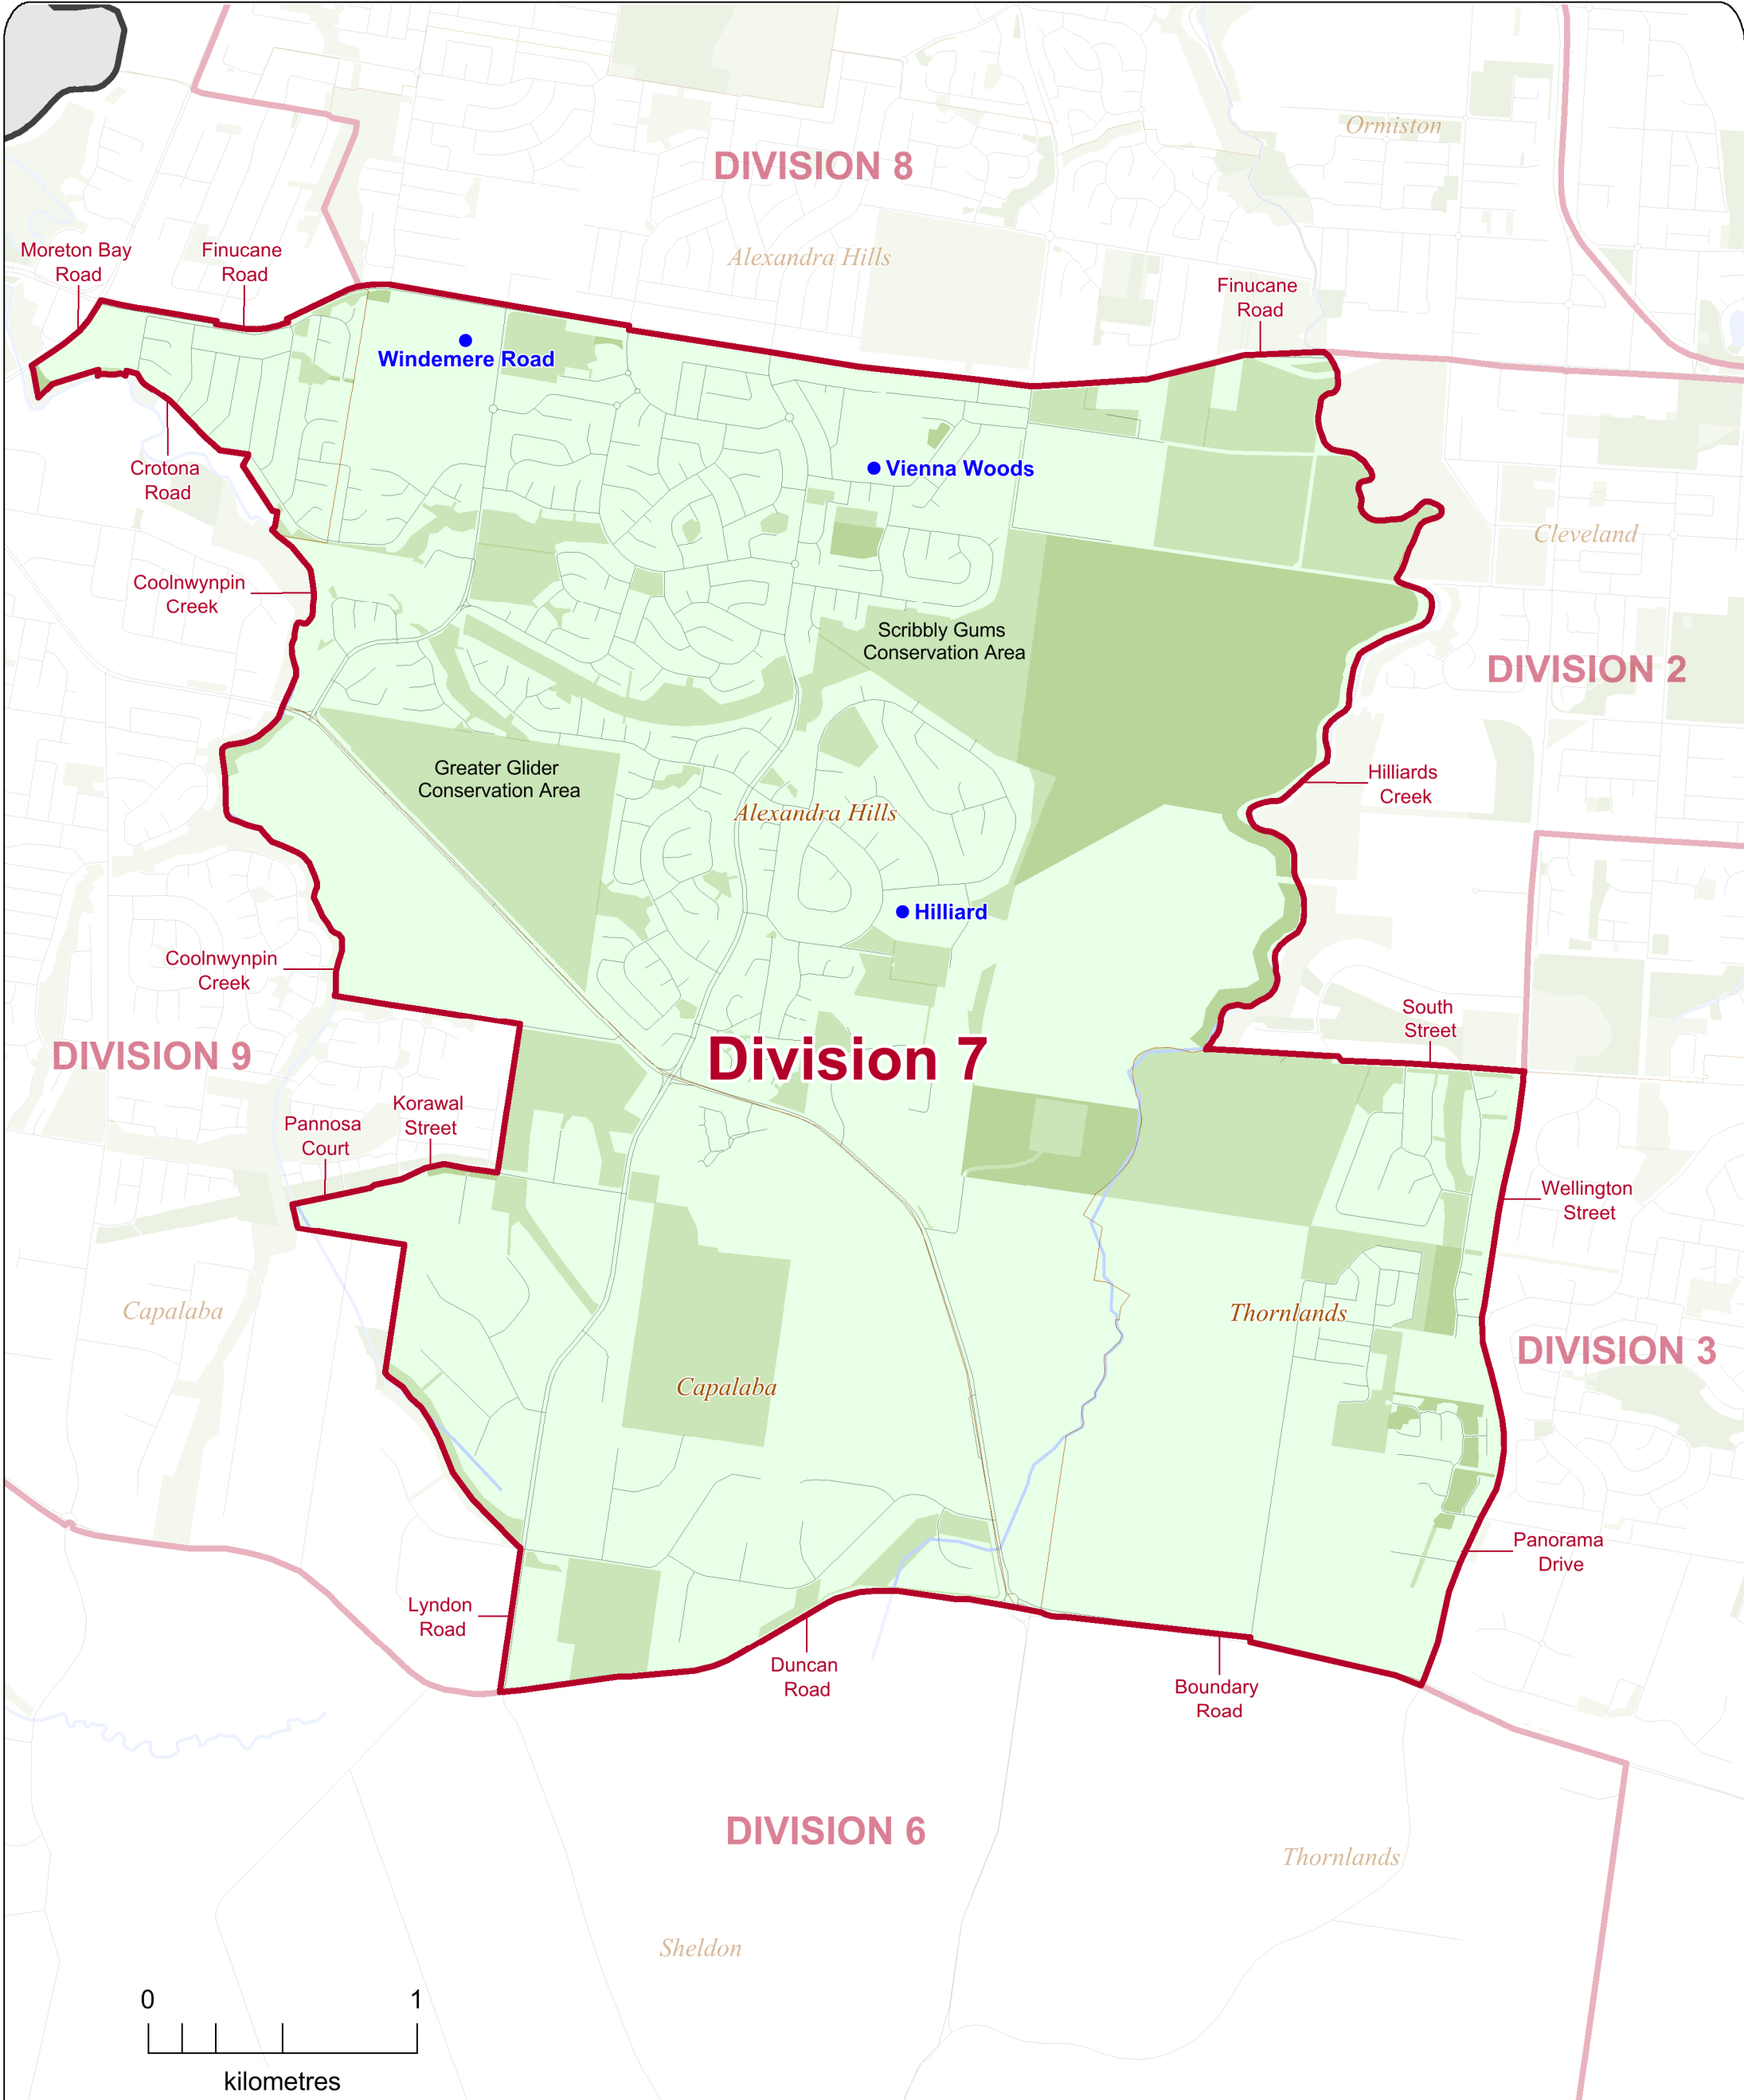 Ormiston
DIVISION 8
Moreton Bay
Road
Finucane
Road
Alexandra Hills
Finucane
Road
Windemere Road
Crotona
Road
Vienna Woods
Cleveland
Coolnwynpin
Creek
Scribbly Gums
Conservation Area
DIVISION 2
Greater Glider
Conservation Area
Hilliards
Creek
Alexandra Hills
Hilliard
Coolnwynpin
Creek
South
Street
DIVISION 9
Division 7
Korawal
Street
Pannosa
Court
Wellington
Street
Capalaba
Thornlands
DIVISION 3
Capalaba
Panorama
Drive
Lyndon
Road
Duncan
Road
Boundary
Road
DIVISION 6
Thornlands
Sheldon
0 1
kilometres